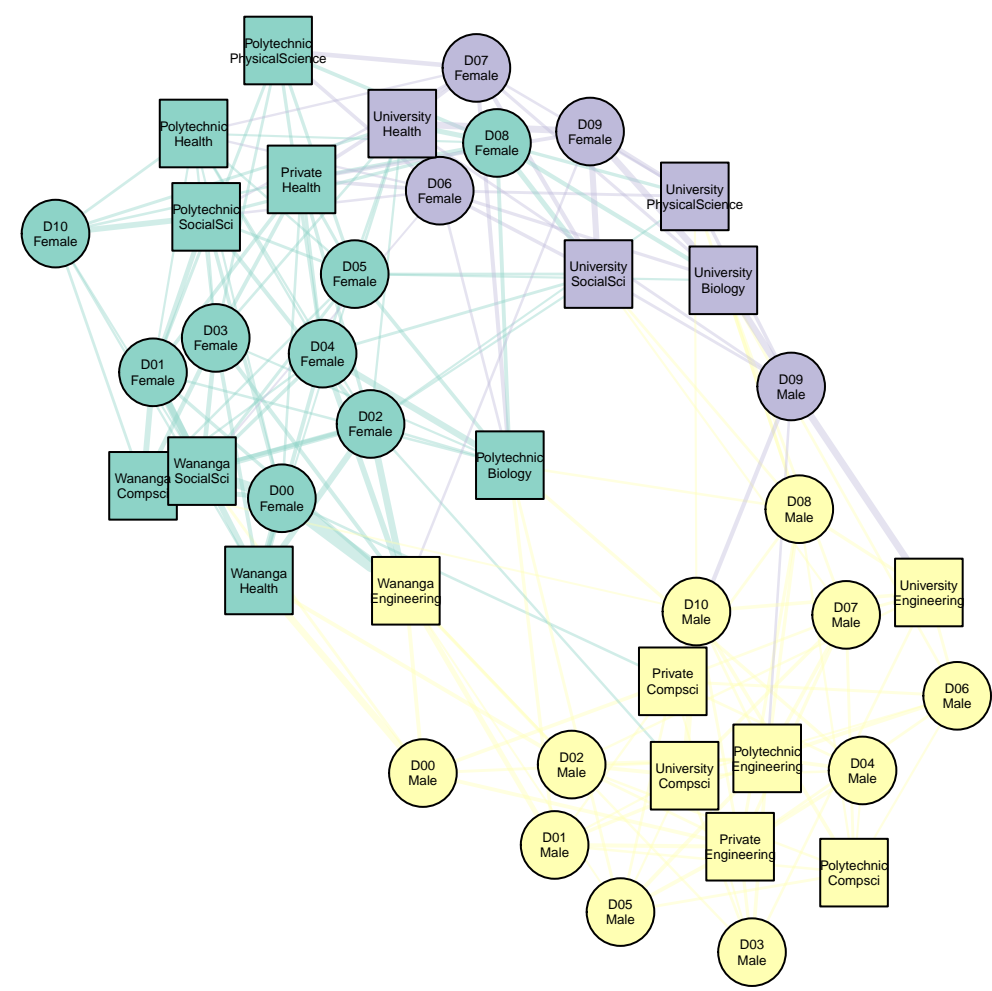 Polytechnic
PhysicalScience
D07
Female
University
Health
Polytechnic
Health
D08
Female
D09
Female
Private
Health
D06
Female
University
PhysicalScience
Polytechnic
SocialSci
D10
Female
D05
Female
University
SocialSci
University
Biology
D03
Female
D04
Female
D01
Female
D09
Male
D02
Female
Polytechnic
Biology
Wananga
Compsci
Wananga
SocialSci
D00
Female
D08
Male
Wananga
Health
Wananga
Engineering
University
Engineering
D10
Male
D07
Male
Private
Compsci
D06
Male
D00
Male
D02
Male
University
Compsci
Polytechnic
Engineering
D04
Male
D01
Male
Private
Engineering
Polytechnic
Compsci
D05
Male
D03
Male